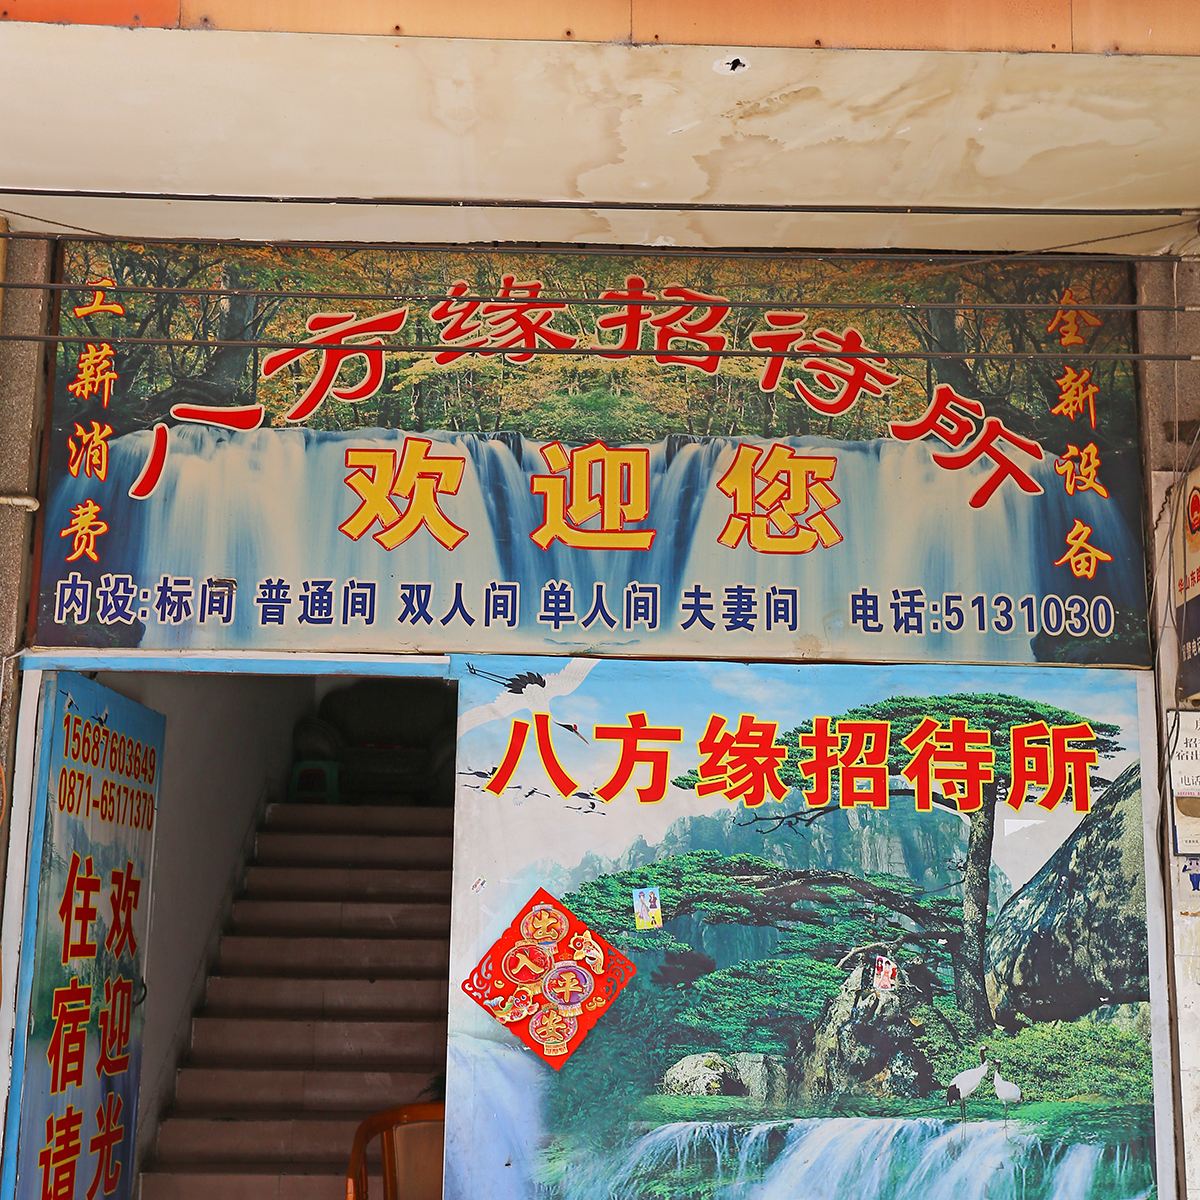 八方缘招待所
工薪消费
全新设备
欢迎您
内设:标间 普通间 双人间 单人间 夫妻间 电话:5131030
八方缘招待所
15687603649
0871-65171370
欢迎光
住宿请
出入平安